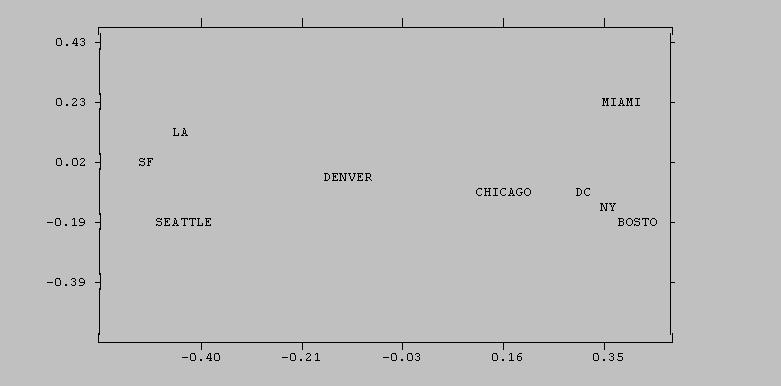 0.43
0.23 MIAMI
LA
0.02 SF
DENVER
CHICAGO DC
NY
-0.19 SEATTLE BOSTO
-0.39
-0.40 -0.21 -0.03 0.16 0.35